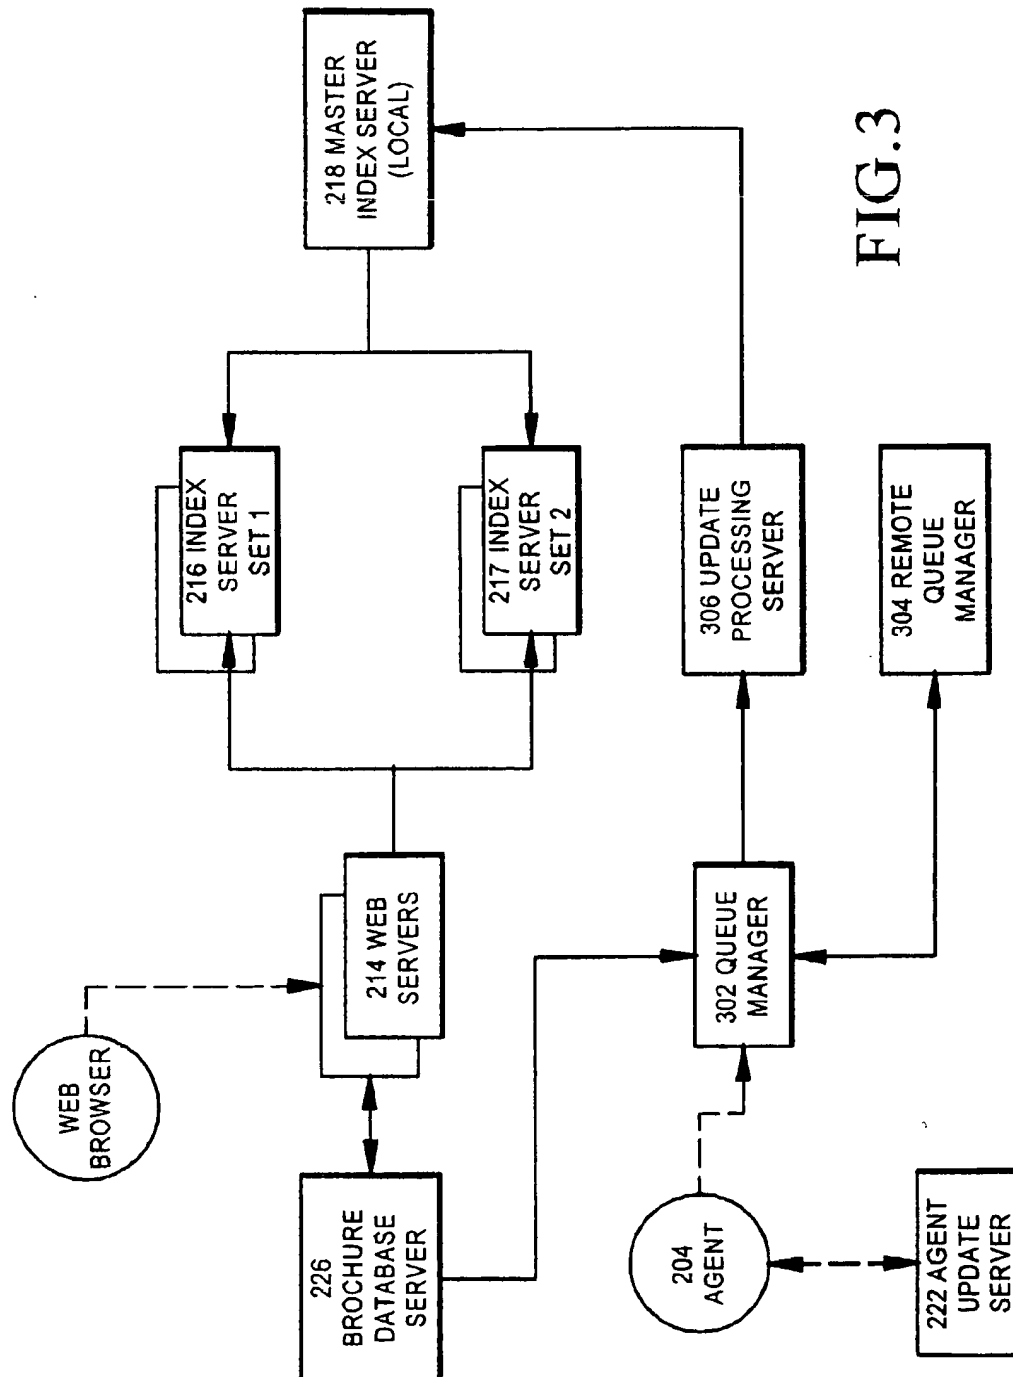 WEB
BROWSER
226
BROCHURE
DATABASE
SERVER
214 WEB
SERVERS
216 INDEX
SERVER
SET 1
217 INDEX
SERVER
SET 2
218 MASTER
INDEX SERVER
(LOCAL)
204
AGENT
222 AGENT
UPDATE
SERVER
302 QUEUE
MANAGER
306 UPDATE
PROCESSING
SERVER
304 REMOTE
QUEUE
MANAGER
FIG.3